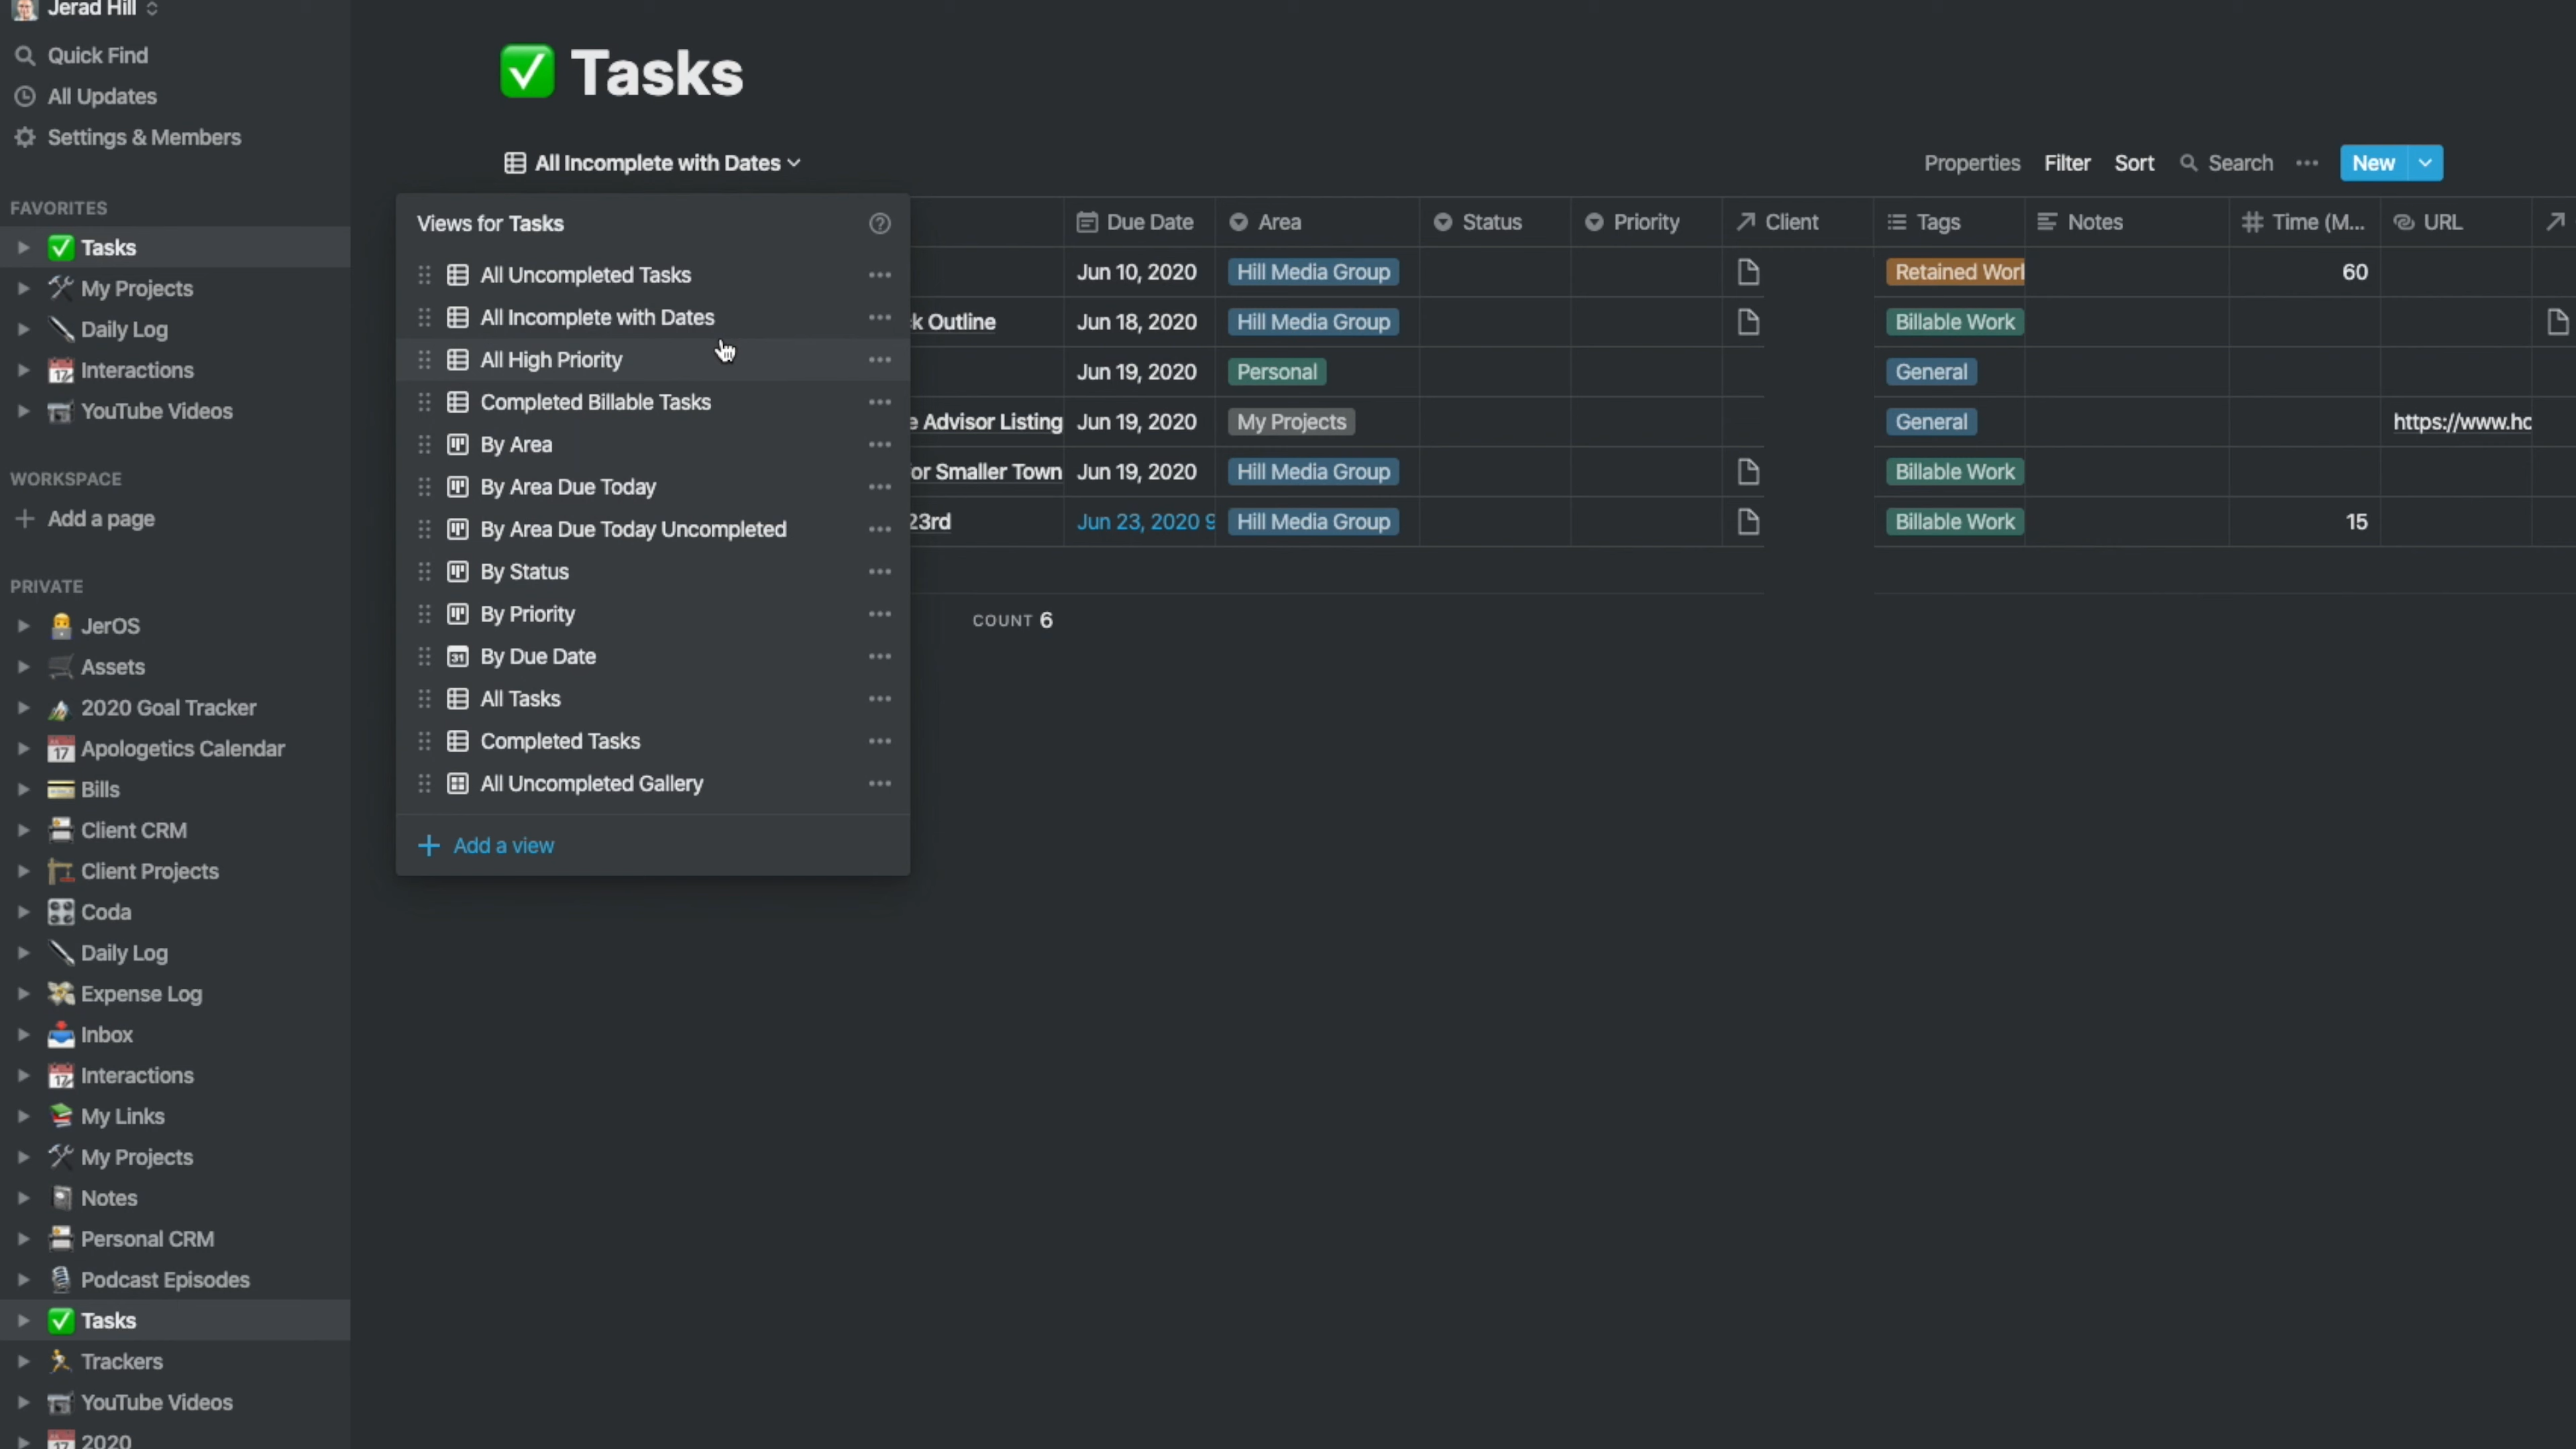 Jerad Hill
Quick Find
All Updates
Settings & Members
FAVORITES
Tasks
My Projects
Daily Log
Interactions
YouTube Videos
WORKSPACE
Add a page
PRIVATE
JerOS
Assets
2020 Goal Tracker
Apologetics Calendar
Bills
Client CRM
Client Projects
Coda
Daily Log
Expense Log
Inbox
Interactions
My Links
My Projects
Notes
Personal CRM
Podcast Episodes
Tasks
Trackers
YouTube Videos
2020
Tasks
All Incomplete with Dates
Properties Filter Sort Search ••• New
Views for Tasks
All Uncompleted Tasks
All Incomplete with Dates
All High Priority
Completed Billable Tasks
By Area
By Area Due Today
By Area Due Today Uncompleted
By Status
By Priority
By Due Date
All Tasks
Completed Tasks
All Uncompleted Gallery
+ Add a view
Due Date Area Status Priority Client Tags Notes # Time (M... URL
Jun 10, 2020 Hill Media Group Retained Worl 60
k Outline Jun 18, 2020 Hill Media Group Billable Work
Jun 19, 2020 Personal General
e Advisor Listing Jun 19, 2020 My Projects General https://www.hc
or Smaller Town Jun 19, 2020 Hill Media Group Billable Work
23rd Jun 23, 2020 9 Hill Media Group Billable Work 15
COUNT 6